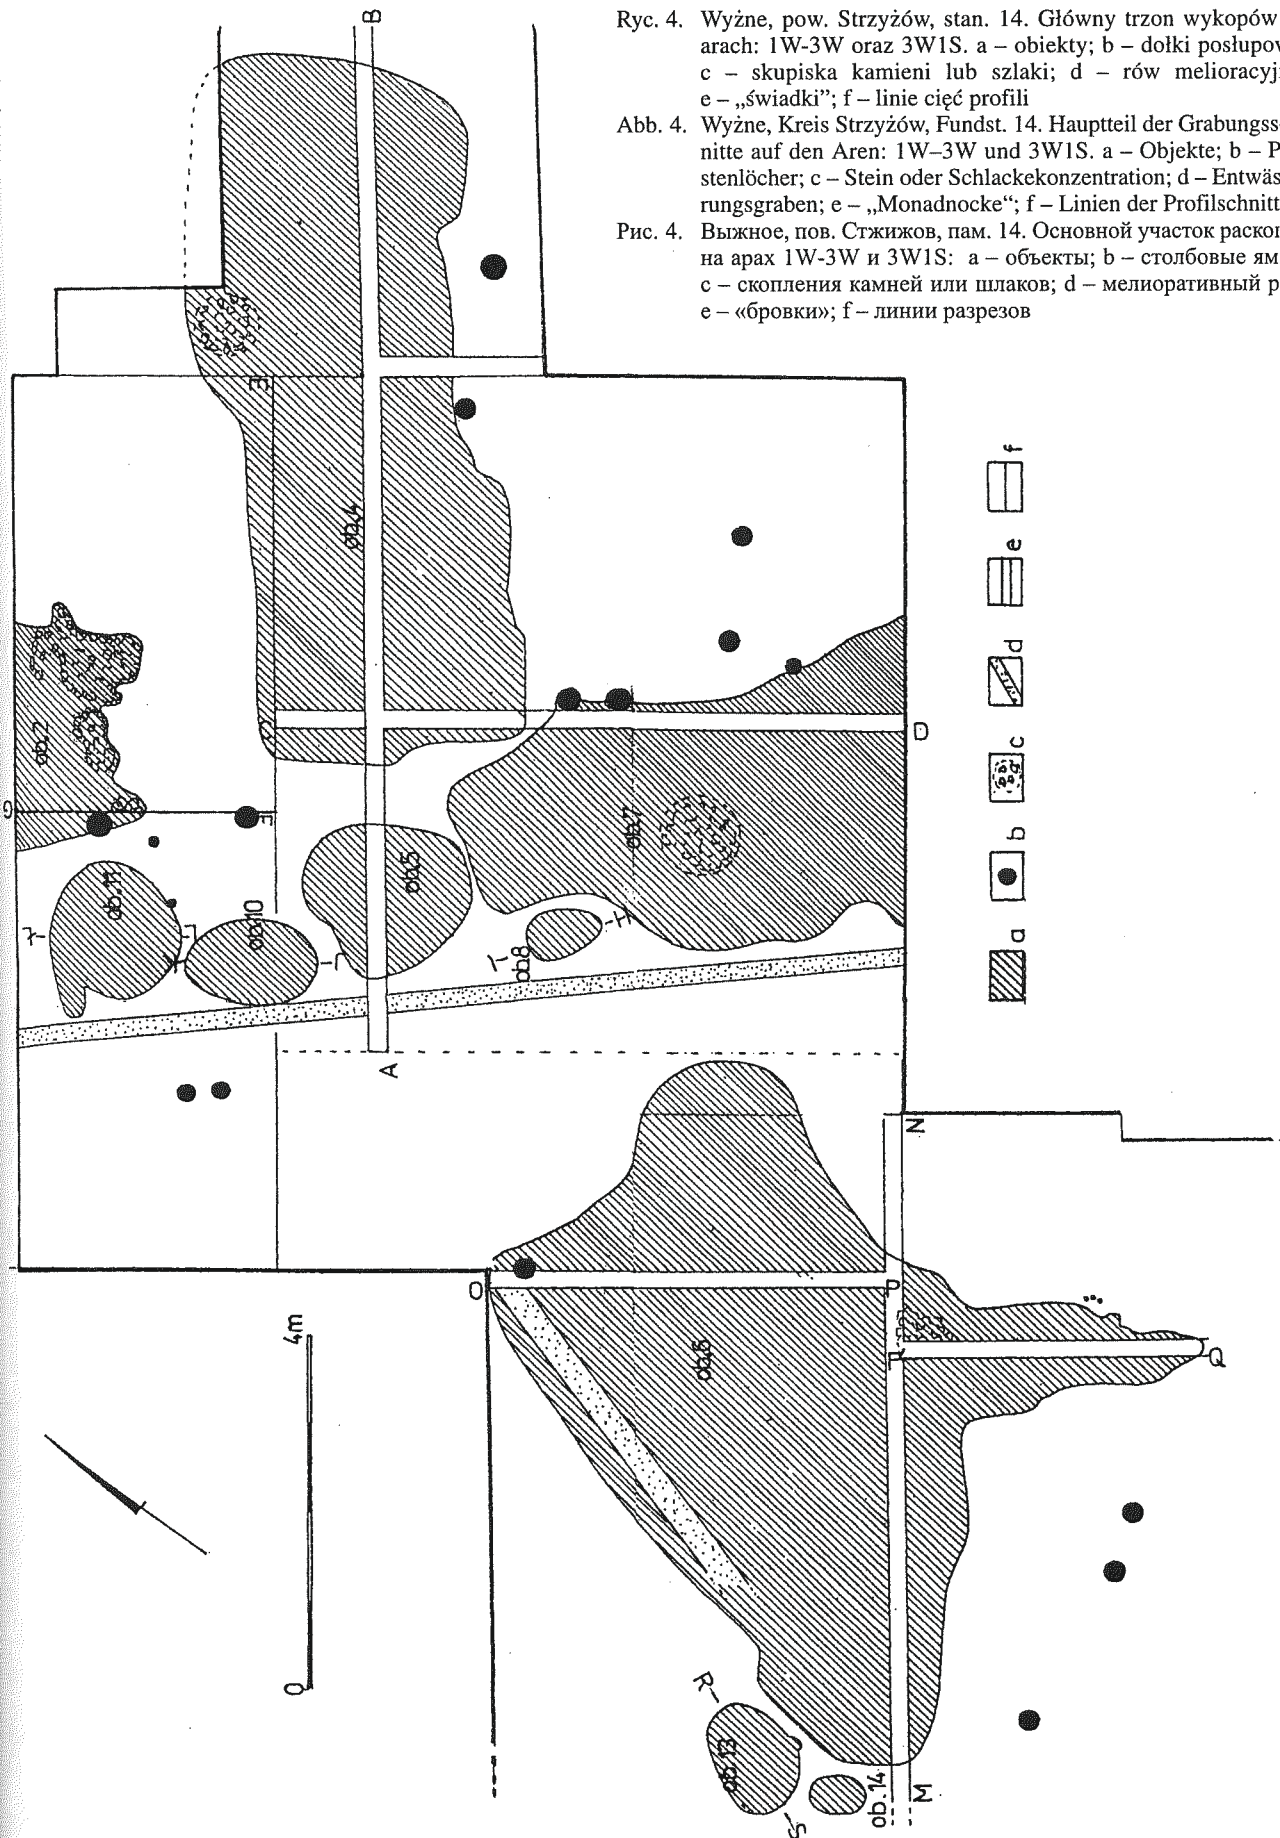 Ryc. 4. Wyżne, pow. Strzyżów, stan. 14. Główny trzon wykopów
arach: 1W-3W oraz 3W1S. a – obiekty; b – dołki posłupow
c – skupiska kamieni lub szlaki; d – rów melioracyj
e – „świadki”; f – linie cięć profili
Abb. 4. Wyżne, Kreis Strzyżów, Fundst. 14. Hauptteil der Grabungss-
nitte auf den Aren: 1W–3W und 3W1S. a – Objekte; b – P
stenlöcher; c – Stein oder Schlackekonzentration; d – Entwäs
rungsgraben; e – „Monadnocke“; f – Linien der Profilschnitt
Рис. 4. Выжное, пов. Стжижов, пам. 14. Основной участок раскоп
на арах 1W-3W и 3W1S: a – объекты; b – столбовые ям
c – скопления камней или шлаков; d – мелиоративный р
e – «бровки»; f – линии разрезов
B
E
ob.4
ob.2
C
D
G
F
ob.11
ob.10
ob.5
ob.7
ob.8
H
I
J
L
A
N
O
P
ob.6
Q
R
ob.13
S
ob.14
M
0
4m
a
b
c
d
e
f